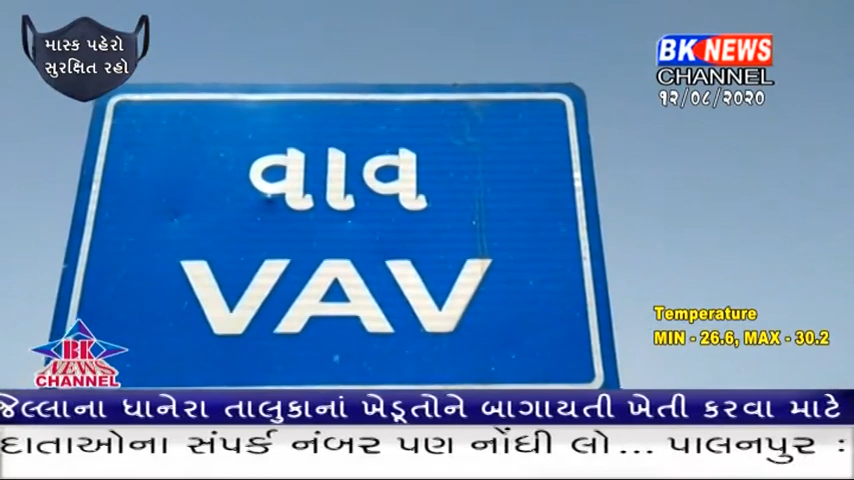 માસ્ક પહેરો
સુરક્ષિત રહો
BK NEWS
CHANNEL
૧૨/૦૮/૨૦૨૦
વાવ
VAV
Temperature
MIN - 26.6, MAX - 30.2
BK
NEWS
CHANNEL
જિલ્લાના ધાનેરા તાલુકાનાં ખેડૂતોને બાગાયતી ખેતી કરવા માટે
દાતાઓના સંપર્ક નંબર પણ નોંધી લો... પાલનપુર :